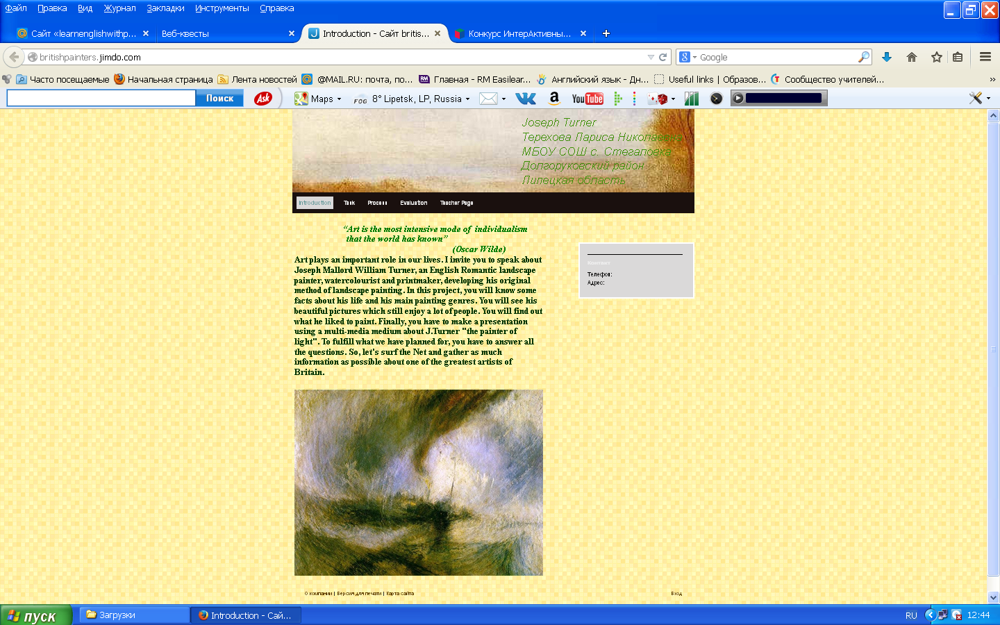 Файл Правка Вид Журнал Закладки Инструменты Справка
Сайт «learnenglishwithp...
Веб-квесты
Introduction - Сайт britis...
Конкурс ИнтерАктивны...
britishpainters.jimdo.com
Google
Часто посещаемые
Начальная страница
Лента новостей
@MAIL.RU: почта, по...
Главная - RM Easilear...
Английский язык - Дн...
Useful links | Образов...
Сообщество учителей...
Поиск
Ask
Maps
FOG
8° Lipetsk, LP, Russia
YouTube
Joseph Turner
Терехова Лариса Николаевна
МБОУ СОШ с. Стегаловка
Долгоруковский район
Липецкая область
Introduction Task Process Evaluation Teacher Page
“Art is the most intensive mode of individualism
that the world has known”
(Oscar Wilde)
Art plays an important role in our lives. I invite you to speak about
Joseph Mallord William Turner, an English Romantic landscape
painter, watercolourist and printmaker, developing his original
method of landscape painting. In this project, you will know some
facts about his life and his main painting genres. You will see his
beautiful pictures which still enjoy a lot of people. You will find out
what he liked to paint. Finally, you have to make a presentation
using a multi-media medium about J.Turner "the painter of
light". To fulfill what we have planned for, you have to answer all
the questions. So, let's surf the Net and gather as much
information as possible about one of the greatest artists of
Britain.
Контакт
Телефон:
Адрес:
О компании | Версия для печати | Карта сайта
Вход
пуск
Загрузки
Introduction - Сай...
RU
12:44